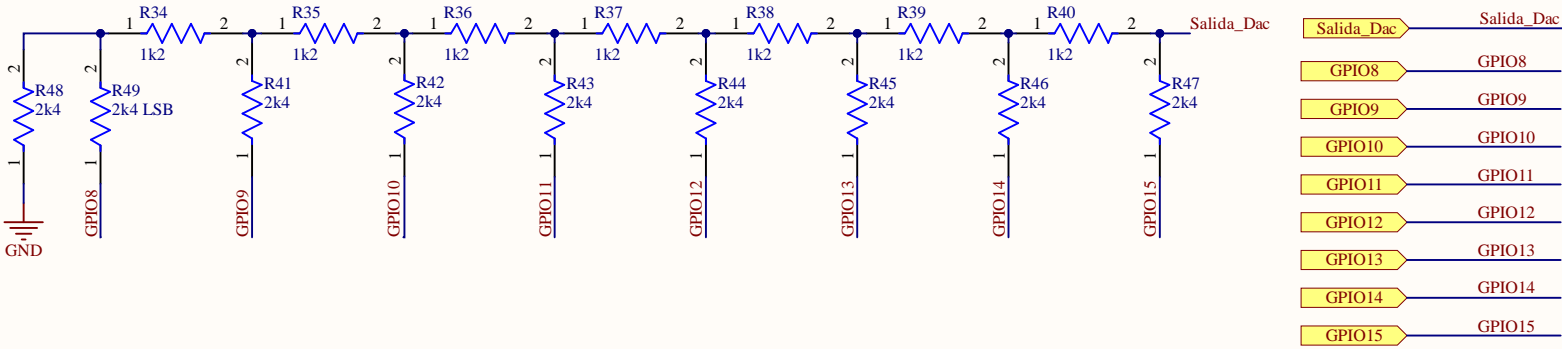 R34 R35 R36 R37 R38 R39 R40
1 2 1 2 1 2 1 2 1 2 1 2 1 2 Salida_Dac
1k2 1k2 1k2 1k2 1k2 1k2 1k2
2 2 2 2 2 2 2 2 2
R48 R49 R41 R42 R43 R44 R45 R46 R47
2k4 2k4 LSB 2k4 2k4 2k4 2k4 2k4 2k4 2k4
1 1 1 1 1 1 1 1 1
GPIO8 GPIO9 GPIO10 GPIO11 GPIO12 GPIO13 GPIO14 GPIO15
GND
Salida_Dac Salida_Dac
GPIO8 GPIO8
GPIO9 GPIO9
GPIO10 GPIO10
GPIO11 GPIO11
GPIO12 GPIO12
GPIO13 GPIO13
GPIO14 GPIO14
GPIO15 GPIO15